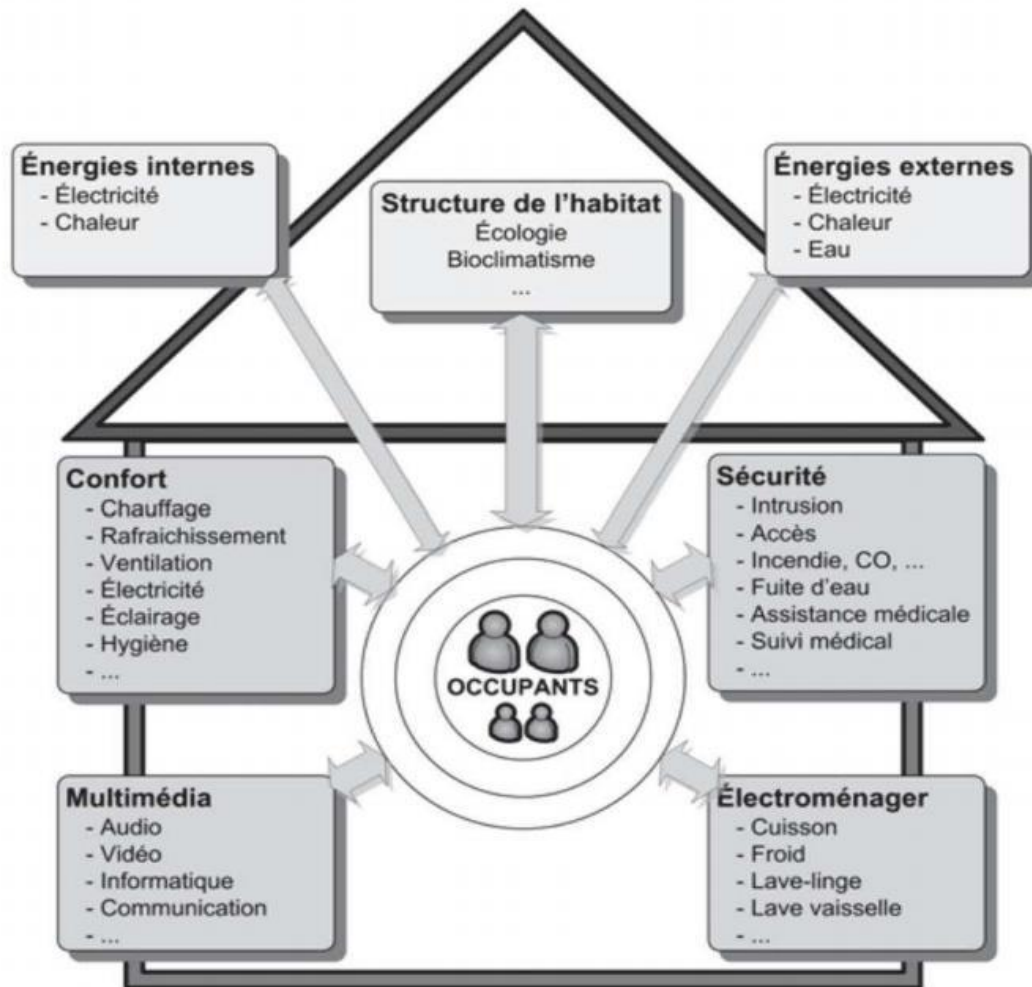 Énergies internes
- Électricité
- Chaleur
Structure de l'habitat
Écologie
Bioclimatisme
...
Énergies externes
- Électricité
- Chaleur
- Eau
Confort
- Chauffage
- Rafraichissement
- Ventilation
- Électricité
- Éclairage
- Hygiène
- ...
Sécurité
- Intrusion
- Accès
- Incendie, CO, ...
- Fuite d'eau
- Assistance médicale
- Suivi médical
- ...
OCCUPANTS
Multimédia
- Audio
- Vidéo
- Informatique
- Communication
- ...
Électroménager
- Cuisson
- Froid
- Lave-linge
- Lave vaisselle
- ...